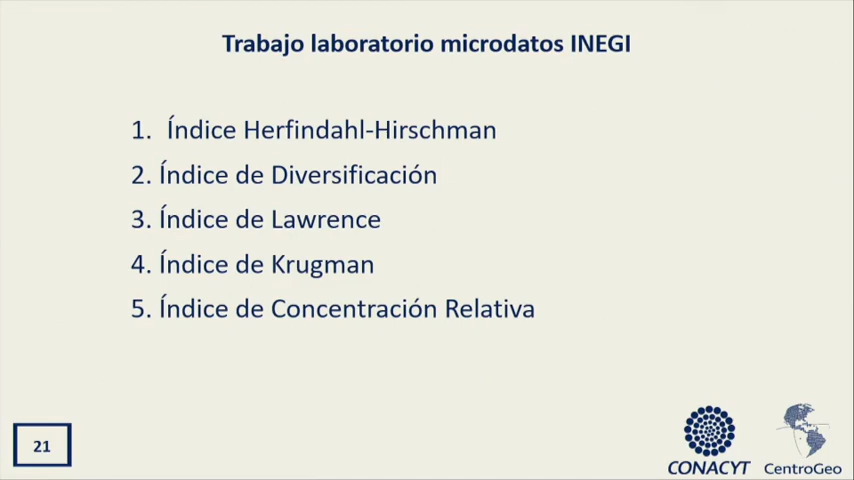 Trabajo laboratorio microdatos INEGI
1. Índice Herfindahl-Hirschman
2. Índice de Diversificación
3. Índice de Lawrence
4. Índice de Krugman
5. Índice de Concentración Relativa
21
CONACYT
CentroGeo